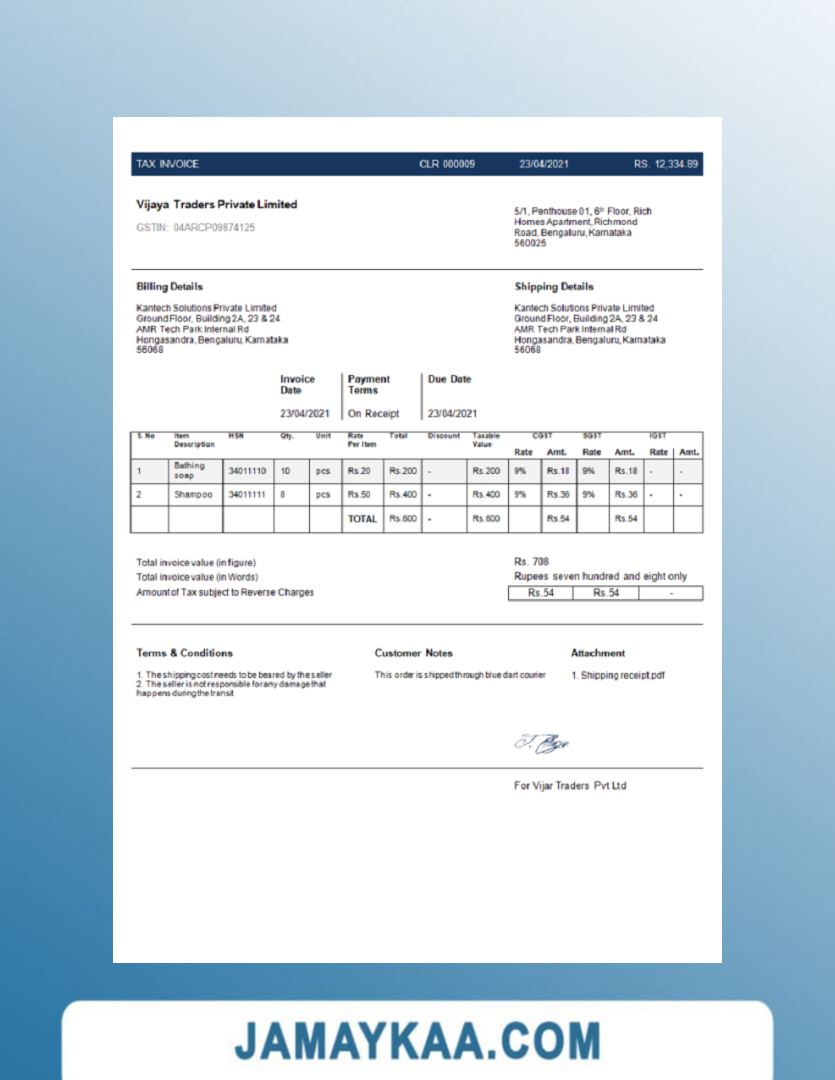 TAX INVOICE CLR 000009 23/04/2021 RS. 12,334.89
Vijaya Traders Private Limited
GSTIN: 04ARCP09874125
5/1, Penthouse 01, 6th Floor, Rich
Homes Apartment, Richmond
Road, Bengaluru, Karnataka
560025
Billing Details
Kantech Solutions Private Limited
Ground Floor, Building 2A, 23 & 24
AMR Tech Park Internal Rd
Hongasandra, Bengaluru, Karnataka
56068
Shipping Details
Kantech Solutions Private Limited
Ground Floor, Building 2A, 23 & 24
AMR Tech Park Internal Rd
Hongasandra, Bengaluru, Karnataka
56068
Invoice Date
23/04/2021
Payment Terms
On Receipt
Due Date
23/04/2021
S. No Item Description HSN Qty. Unit Rate Per Item Total Discount Taxable Value CGST SGST IGST
Rate Amt. Rate Amt. Rate Amt.
1 Bathing soap 34011110 10 pcs Rs.20 Rs.200 - Rs.200 9% Rs.18 9% Rs.18 - -
2 Shampoo 34011111 8 pcs Rs.50 Rs.400 - Rs.400 9% Rs.36 9% Rs.36 - -
TOTAL Rs.600 - Rs.600 Rs.54 Rs.54
Total invoice value (in figure) Rs. 708
Total invoice value (in Words) Rupees seven hundred and eight only
Amount of Tax subject to Reverse Charges Rs.54 Rs.54 -
Terms & Conditions
1. The shipping cost needs to be beared by the seller
2. The seller is not responsible for any damage that
happens during the transit
Customer Notes
This order is shipped through blue dart courier
Attachment
1. Shipping receipt.pdf
For Vijar Traders Pvt Ltd
JAMAYKAA.COM